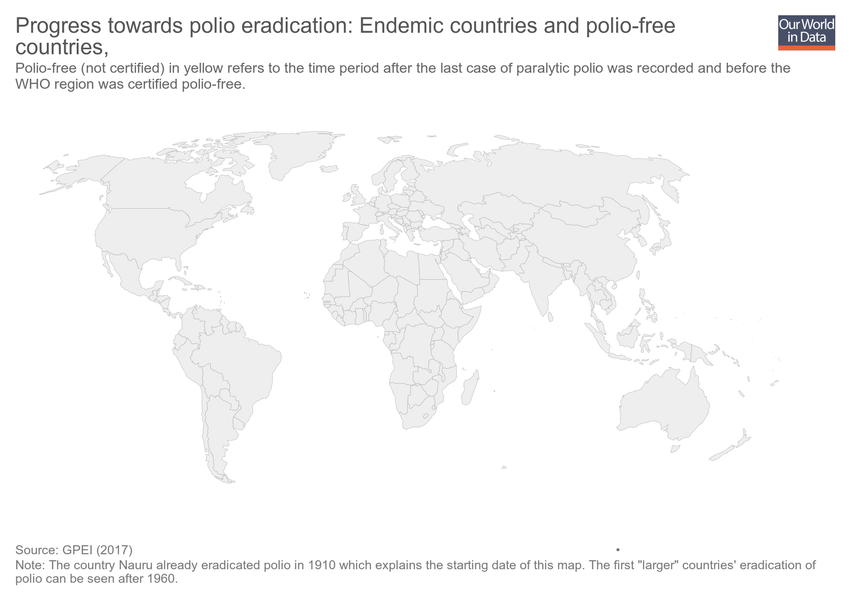 Progress towards polio eradication: Endemic countries and polio-free
countries,
Our World
in Data
Polio-free (not certified) in yellow refers to the time period after the last case of paralytic polio was recorded and before the
WHO region was certified polio-free.
Source: GPEI (2017)
Note: The country Nauru already eradicated polio in 1910 which explains the starting date of this map. The first "larger" countries' eradication of
polio can be seen after 1960.